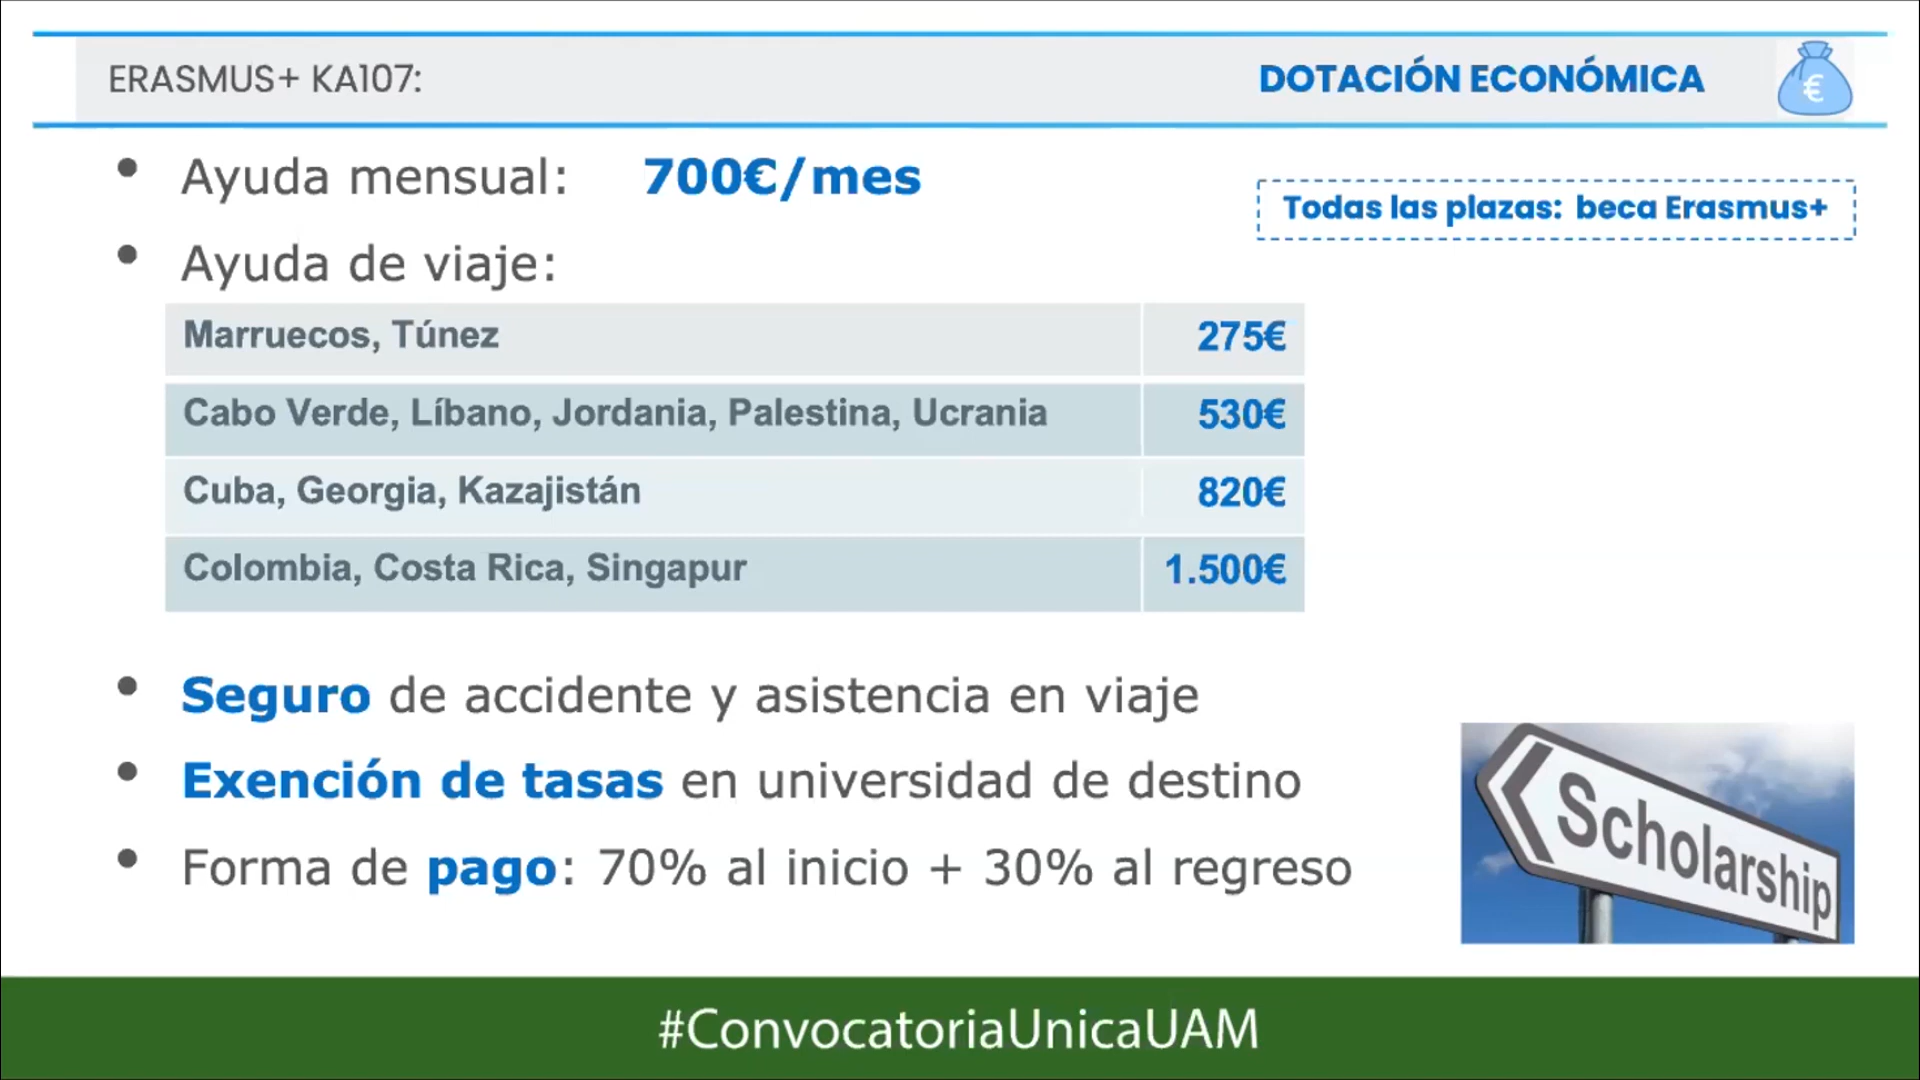 ERASMUS+ KA107:
DOTACIÓN ECONÓMICA
€
• Ayuda mensual: 700€/mes
Todas las plazas: beca Erasmus+
• Ayuda de viaje:
Marruecos, Túnez 275€
Cabo Verde, Líbano, Jordania, Palestina, Ucrania 530€
Cuba, Georgia, Kazajistán 820€
Colombia, Costa Rica, Singapur 1.500€
• Seguro de accidente y asistencia en viaje
• Exención de tasas en universidad de destino
• Forma de pago: 70% al inicio + 30% al regreso
Scholarship
#ConvocatoriaUnicaUAM